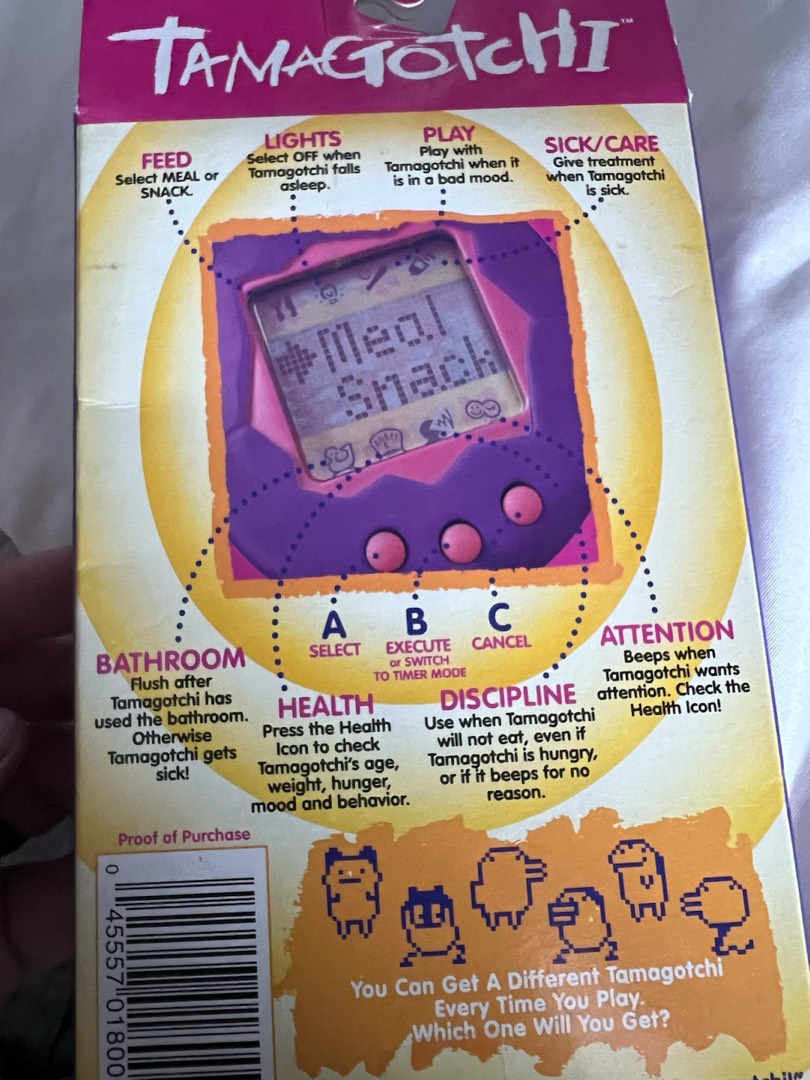 TAMAGOTCHI™
FEED
Select MEAL or
SNACK.
LIGHTS
Select OFF when
Tamagotchi falls
asleep.
PLAY
Play with
Tamagotchi when it
is in a bad mood.
SICK/CARE
Give treatment
when Tamagotchi
is sick.
Meal
Snack
A
SELECT
B
EXECUTE
or SWITCH
TO TIMER MODE
C
CANCEL
BATHROOM
Flush after
Tamagotchi has
used the bathroom.
Otherwise
Tamagotchi gets
sick!
HEALTH
Press the Health
Icon to check
Tamagotchi's age,
weight, hunger,
mood and behavior.
DISCIPLINE
Use when Tamagotchi
will not eat, even if
Tamagotchi is hungry,
or if it beeps for no
reason.
ATTENTION
Beeps when
Tamagotchi wants
attention. Check the
Health Icon!
Proof of Purchase
0 45557 01800
You Can Get A Different Tamagotchi
Every Time You Play.
Which One Will You Get?